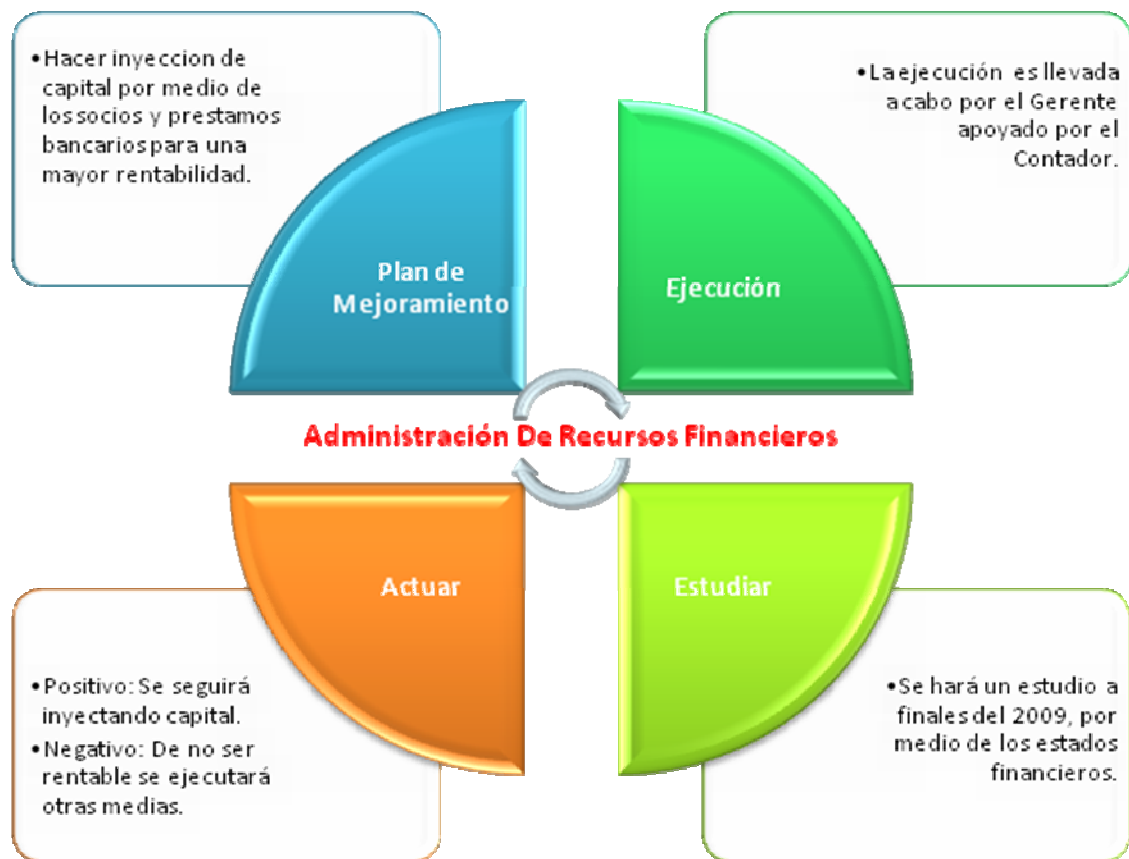 •Hacer inyeccion de
capital por medio de
los socios y prestamos
bancarios para una
mayor rentabilidad.
•La ejecución es llevada
a cabo por el Gerente
apoyado por el
Contador.
Plan de
Mejoramiento
Ejecución
Administración De Recursos Financieros
Actuar
Estudiar
•Positivo: Se seguirá
inyectando capital.
•Negativo: De no ser
rentable se ejecutará
otras medias.
•Se hará un estudio a
finales del 2009, por
medio de los estados
financieros.